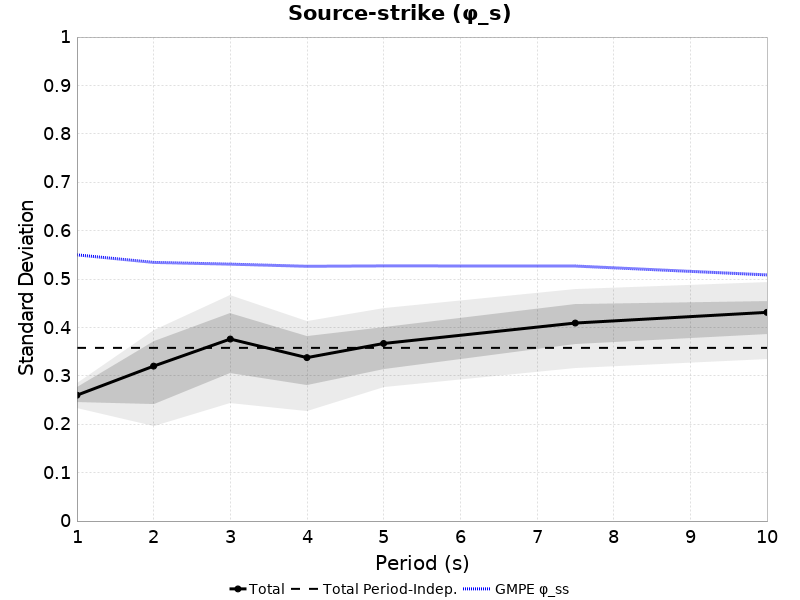 Source-strike (φ_s)
Standard Deviation
1
0.9
0.8
0.7
0.6
0.5
0.4
0.3
0.2
0.1
0
1 2 3 4 5 6 7 8 9 10
Period (s)
Total Total Period-Indep. GMPE φ_ss